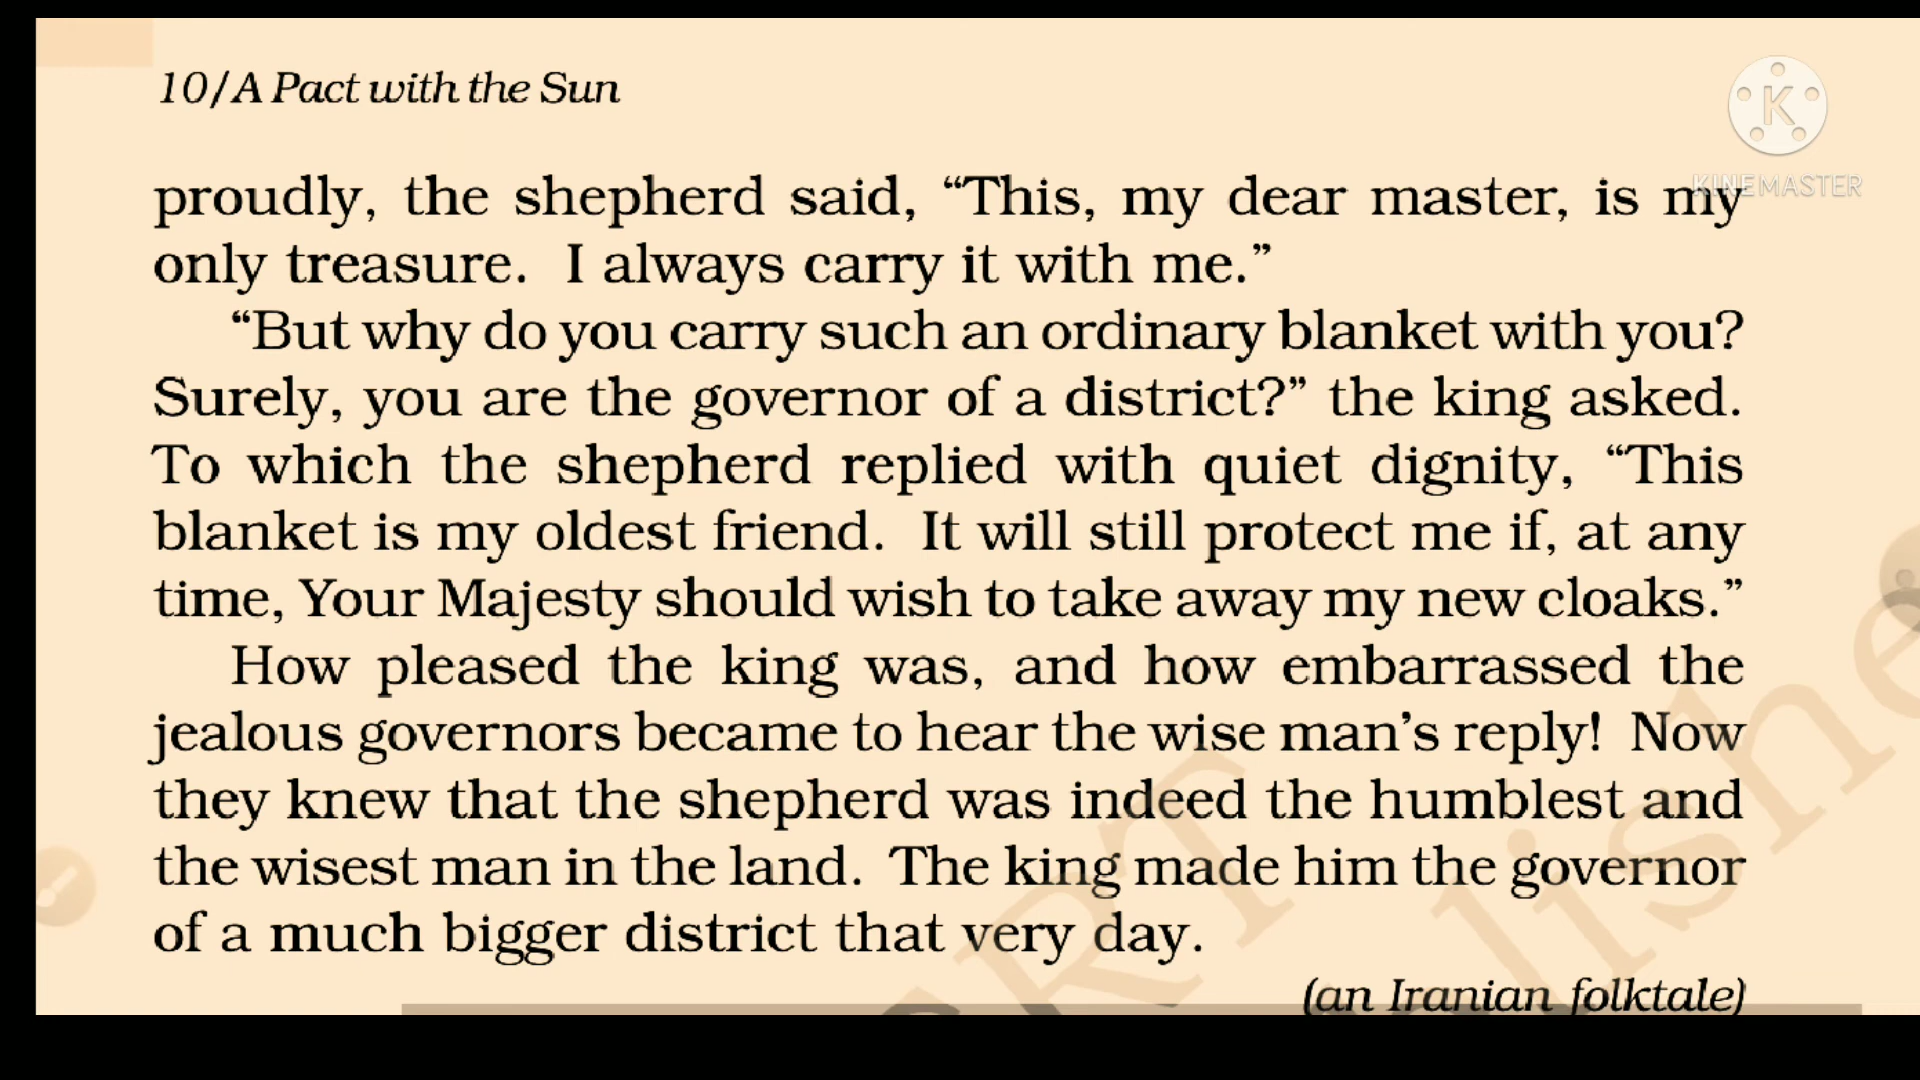 10/A Pact with the Sun
K
KINEMASTER
proudly, the shepherd said, “This, my dear master, is my
only treasure. I always carry it with me.”
“But why do you carry such an ordinary blanket with you?
Surely, you are the governor of a district?” the king asked.
To which the shepherd replied with quiet dignity, “This
blanket is my oldest friend. It will still protect me if, at any
time, Your Majesty should wish to take away my new cloaks.”
How pleased the king was, and how embarrassed the
jealous governors became to hear the wise man’s reply! Now
they knew that the shepherd was indeed the humblest and
the wisest man in the land. The king made him the governor
of a much bigger district that very day.
(an Iranian folktale)